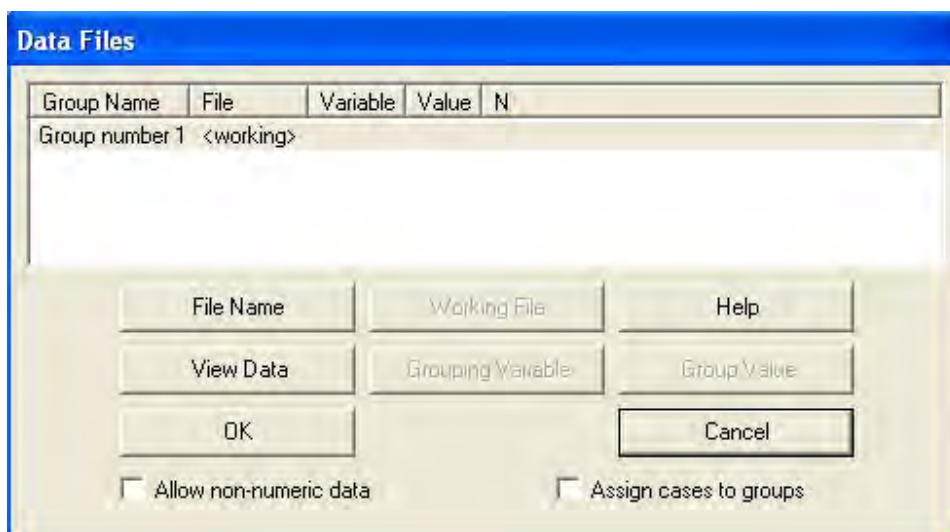 Data Files
Group Name File Variable Value N
Group number 1 <working>
File Name Working File Help
View Data Grouping Variable Group Value
OK Cancel
Allow non-numeric data Assign cases to groups